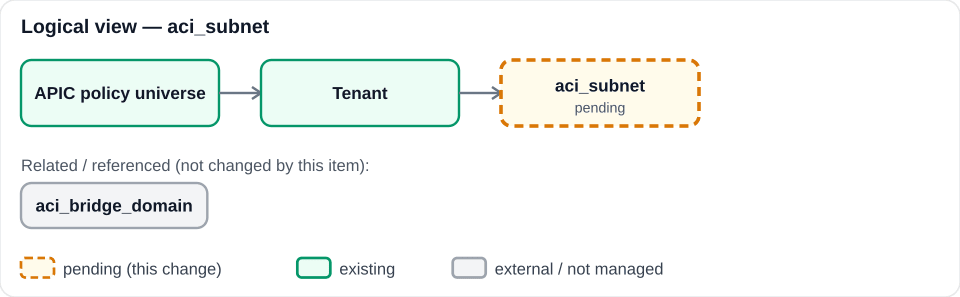 Logical view — aci_subnet
APIC policy universe
Tenant
aci_subnet
pending
Related / referenced (not changed by this item):
aci_bridge_domain
pending (this change)
existing
external / not managed